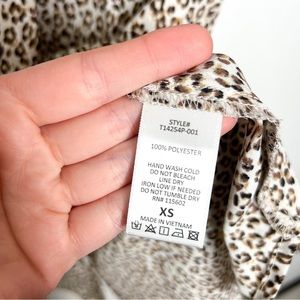 STYLE#
T14254P-001
100% POLYESTER
HAND WASH COLD
DO NOT BLEACH
LINE DRY
IRON LOW IF NEEDED
DO NOT TUMBLE DRY
RN# 115602
XS
MADE IN VIETNAM